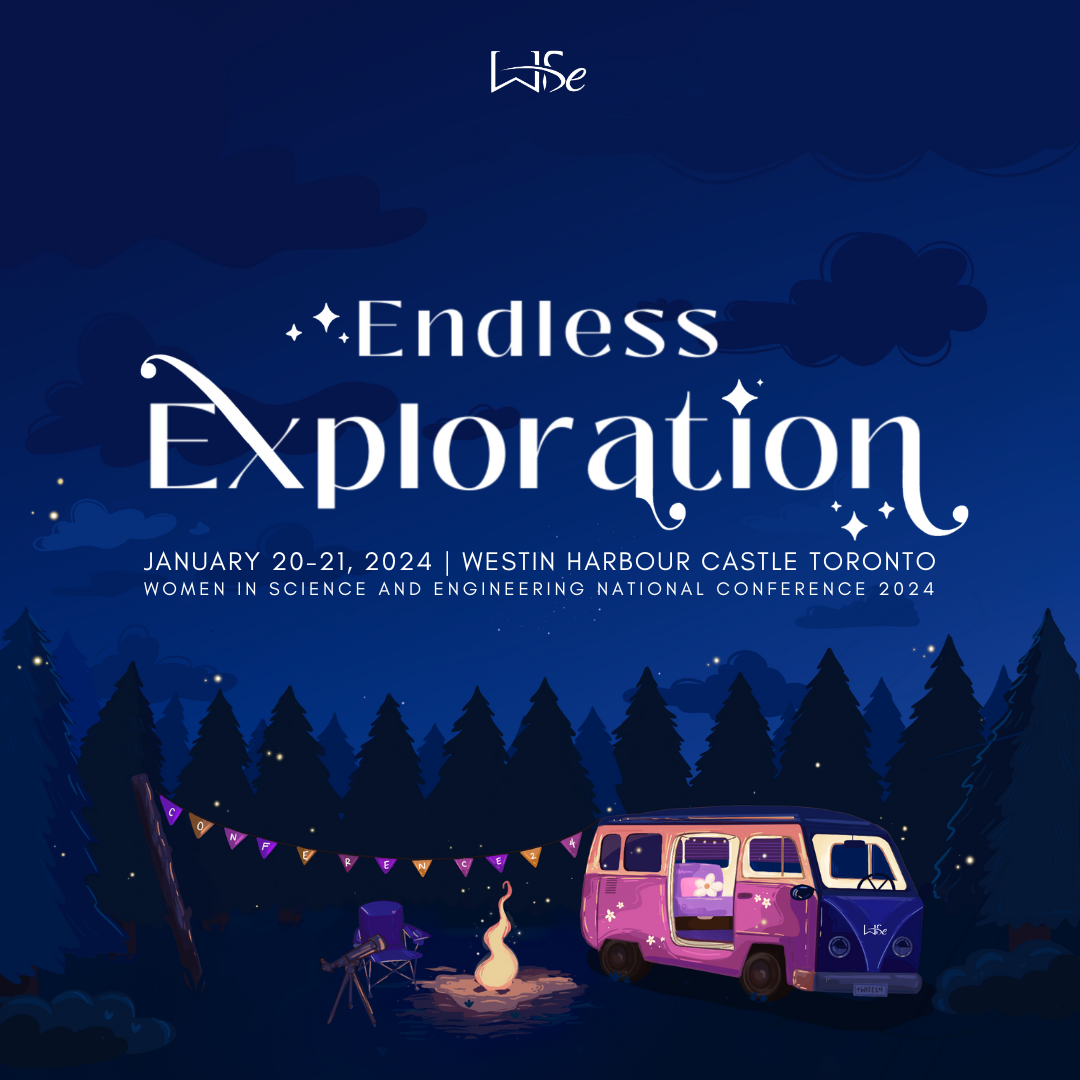 WISe
Endless
Exploration
JANUARY 20-21, 2024 | WESTIN HARBOUR CASTLE TORONTO
WOMEN IN SCIENCE AND ENGINEERING NATIONAL CONFERENCE 2024
CONFERENCE24
WISe